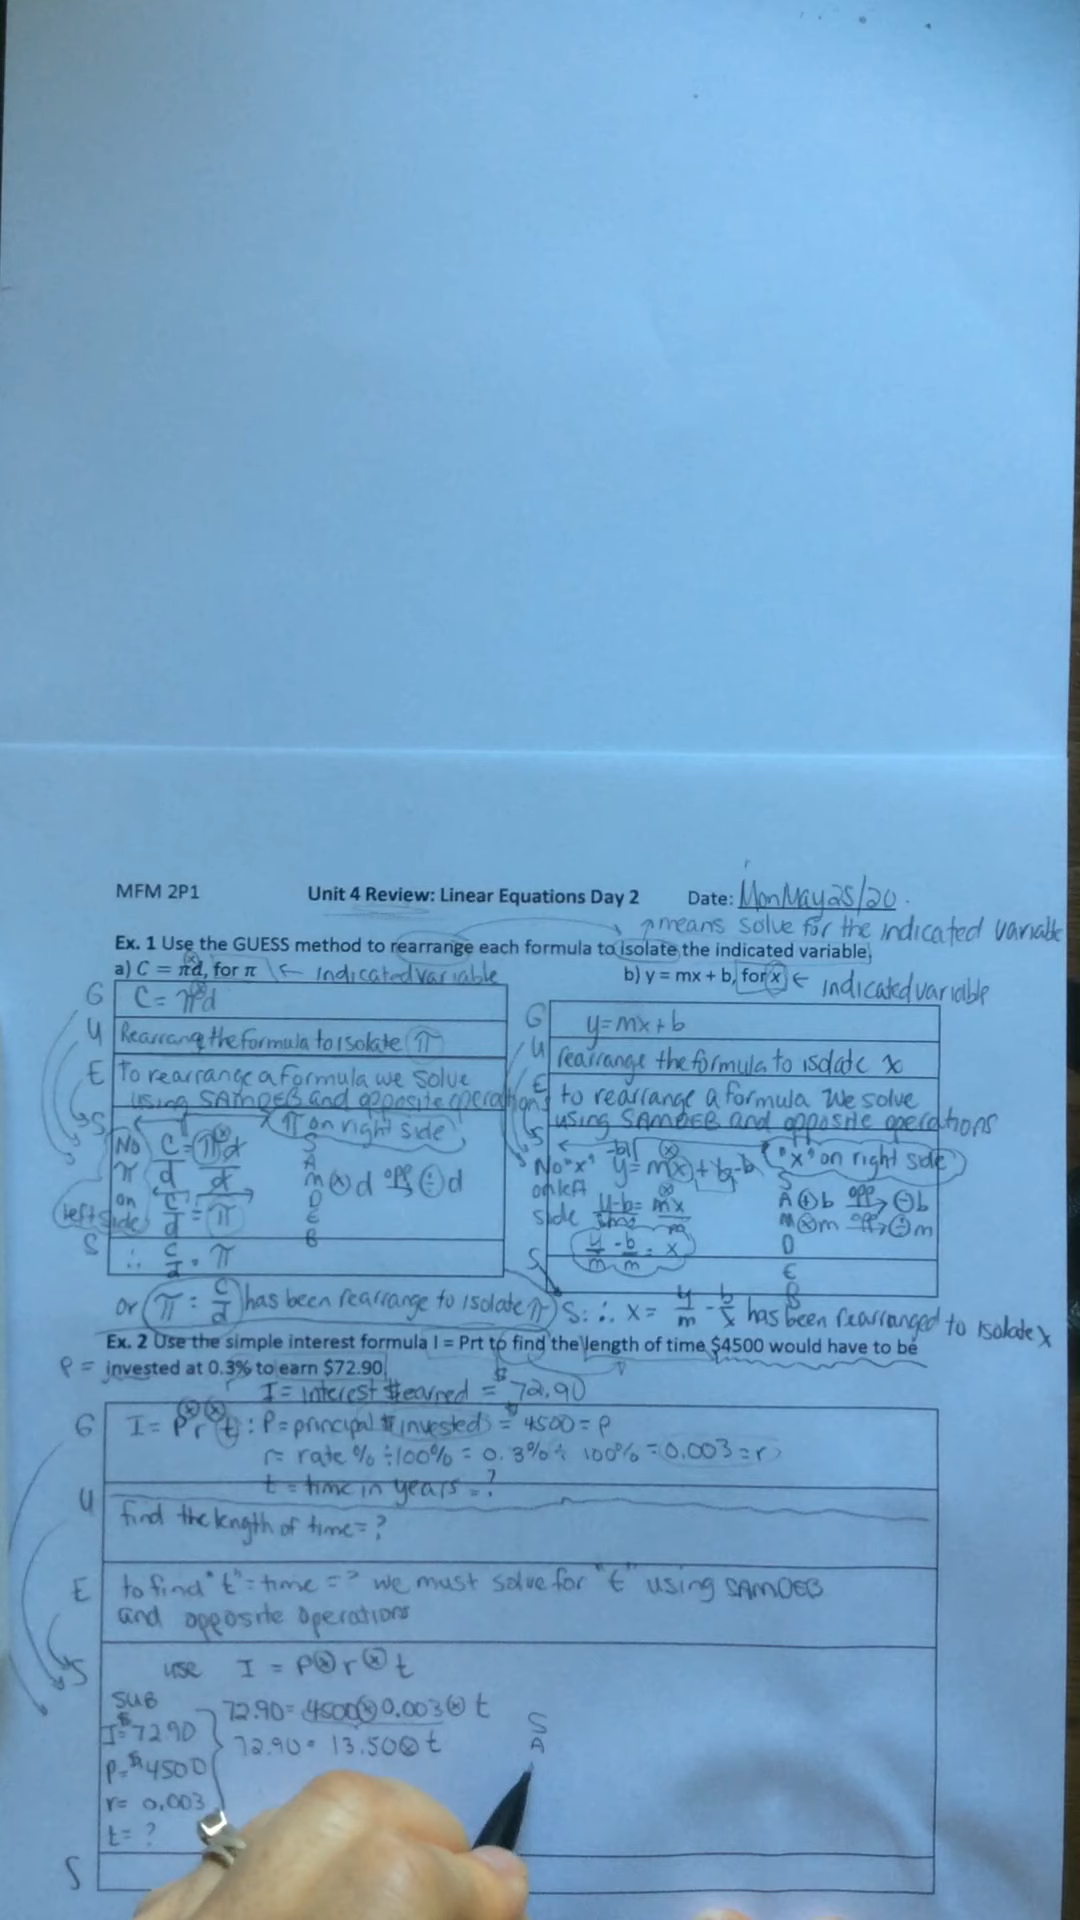 MFM 2P1 Unit 4 Review: Linear Equations Day 2 Date: Mon May 25/20.
↗ means solve for the indicated variable
Ex. 1 Use the GUESS method to rearrange each formula to isolate the indicated variable.
a) C = πd, for π ← Indicated variable
G C = π⊗d
U Rearrange the formula to isolate π
E To rearrange a formula we solve
using SAMDEB and opposite operations
S π on right side
No C = π⊗d S
π d d A
on M ⊗d opp→ ÷d
left side C/d = π D
E
B
S ∴ C/d = π
or π = C/d has been rearrange to isolate π
b) y = mx + b, for x ← indicated variable
G y=mx+b
U rearrange the formula to isolate x
E to rearrange a formula we solve
using SAMDEB and opposite operations
S "x" on right side
No "x" y = m⊗x + b -b S
on left y-b = mx A ⊕b opp→ ⊖b
side m M ⊗m opp→ ÷m
y/m - b/m = x D
E
B
S: ∴ x = y/m - b/x has been rearranged to isolate x
Ex. 2 Use the simple interest formula I = Prt to find the length of time $4500 would have to be
P = invested at 0.3% to earn $72.90
I = interest $ earned = $72.90
G I = P⊗r⊗t : P = principal $ invested = $4500 = P
r = rate % ÷ 100% = 0.3% ÷ 100% = 0.003 = r
t = time in years = ?
U find the length of time = ?
E to find "t" = time = ? we must solve for "t" using SAMDEB
and opposite operations
S use I = P⊗r⊗t
SUB 72.90 = 4500⊗0.003⊗t
I = $72.90 72.90 = 13.50⊗t
P = $4500
r = 0.003
t = ?
S
A
S